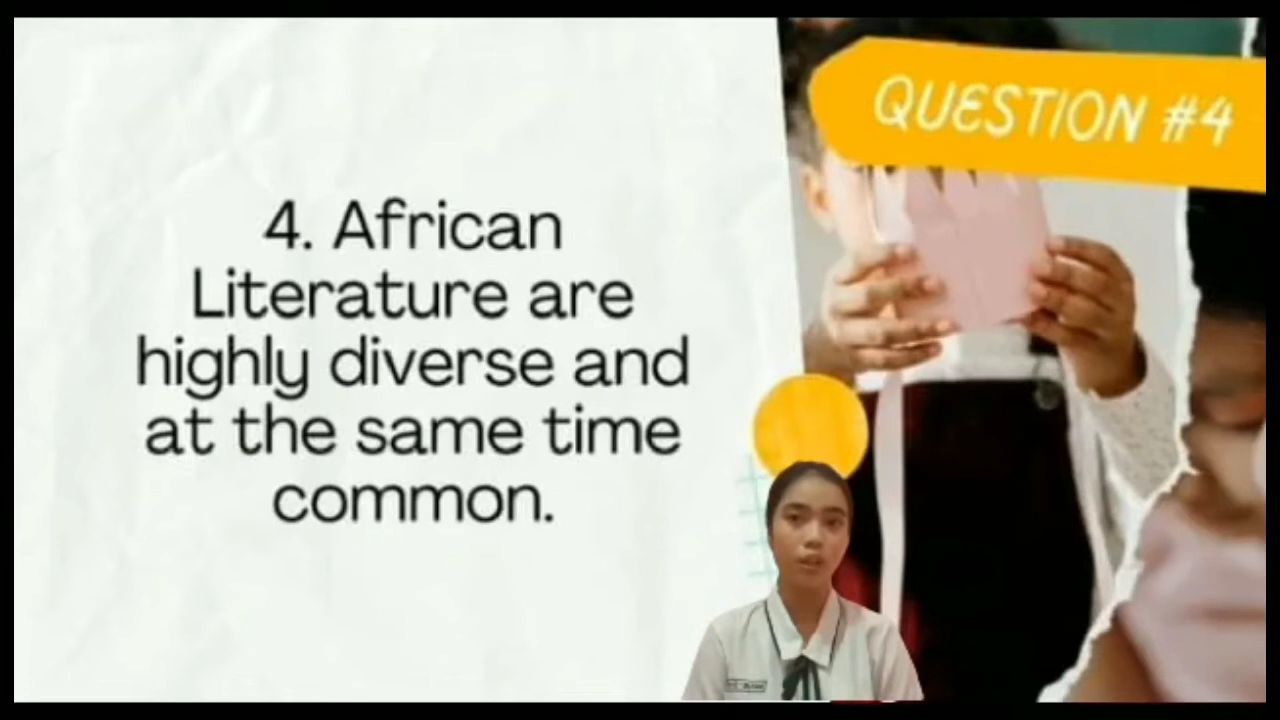 QUESTION #4
4. African
Literature are
highly diverse and
at the same time
common.